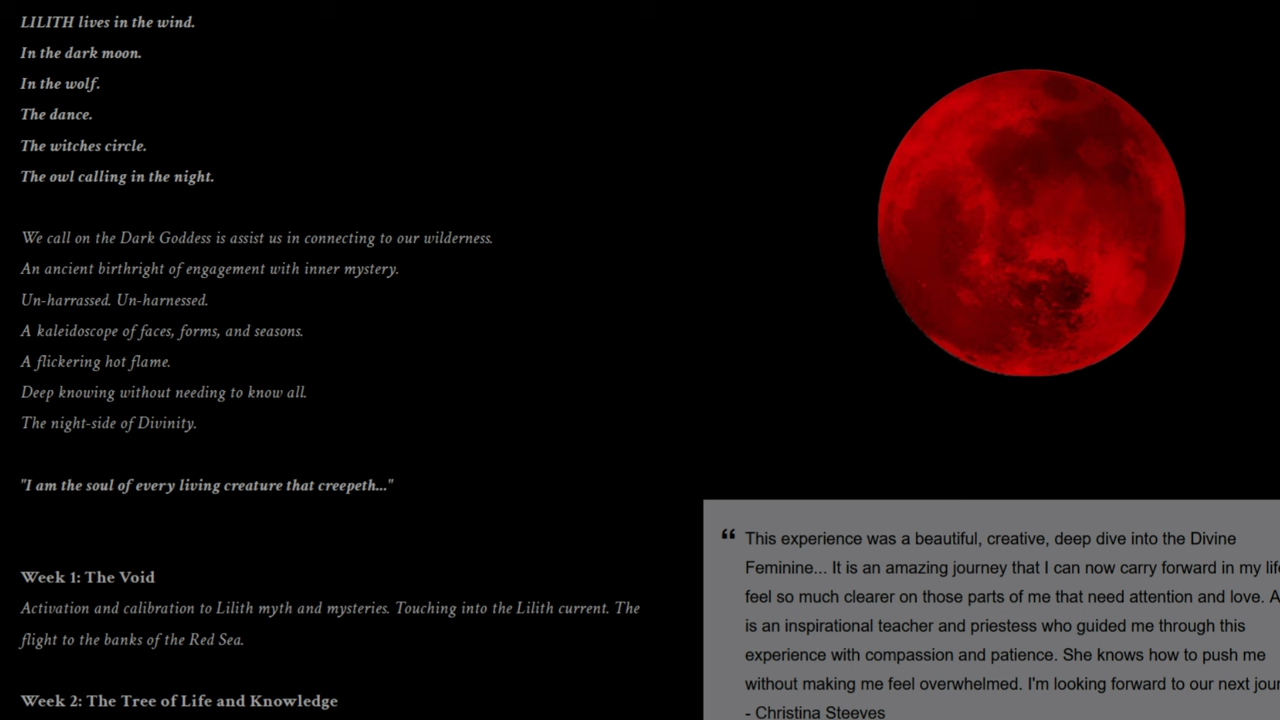 LILITH lives in the wind.
In the dark moon.
In the wolf.
The dance.
The witches circle.
The owl calling in the night.
We call on the Dark Goddess is assist us in connecting to our wilderness.
An ancient birthright of engagement with inner mystery.
Un-harrassed. Un-harnessed.
A kaleidoscope of faces, forms, and seasons.
A flickering hot flame.
Deep knowing without needing to know all.
The night-side of Divinity.
"I am the soul of every living creature that creepeth..."
Week 1: The Void
Activation and calibration to Lilith myth and mysteries. Touching into the Lilith current. The
flight to the banks of the Red Sea.
Week 2: The Tree of Life and Knowledge
“ This experience was a beautiful, creative, deep dive into the Divine
Feminine... It is an amazing journey that I can now carry forward in my
feel so much clearer on those parts of me that need attention and love.
is an inspirational teacher and priestess who guided me through this
experience with compassion and patience. She knows how to push me
without making me feel overwhelmed. I'm looking forward to our next
- Christina Steeves